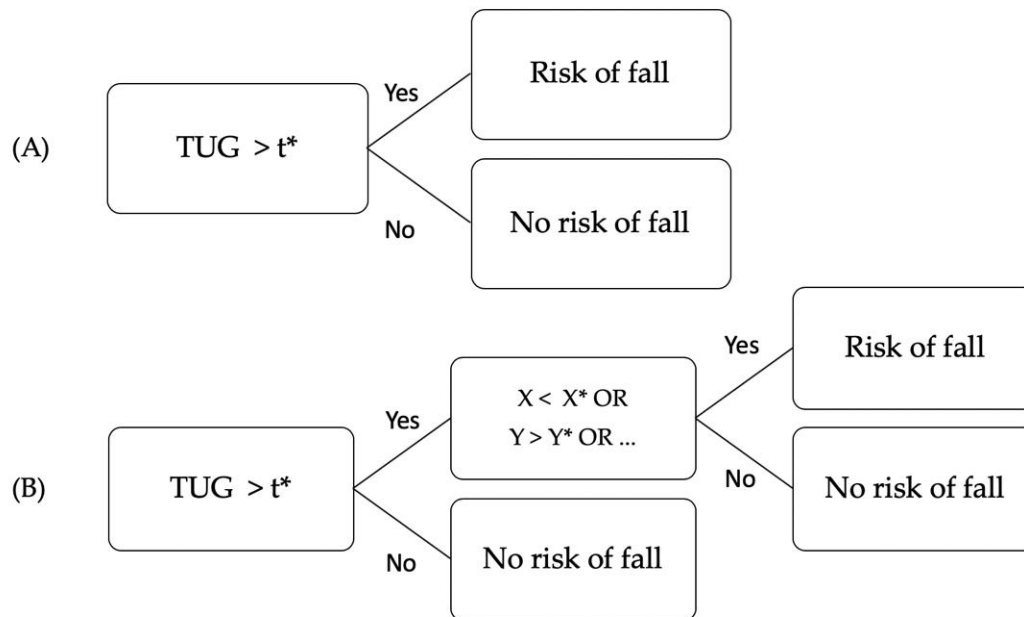 (A)
TUG > t*
Yes
No
Risk of fall
No risk of fall
(B)
TUG > t*
Yes
No
X < X* OR
Y > Y* OR ...
No risk of fall
Yes
No
Risk of fall
No risk of fall